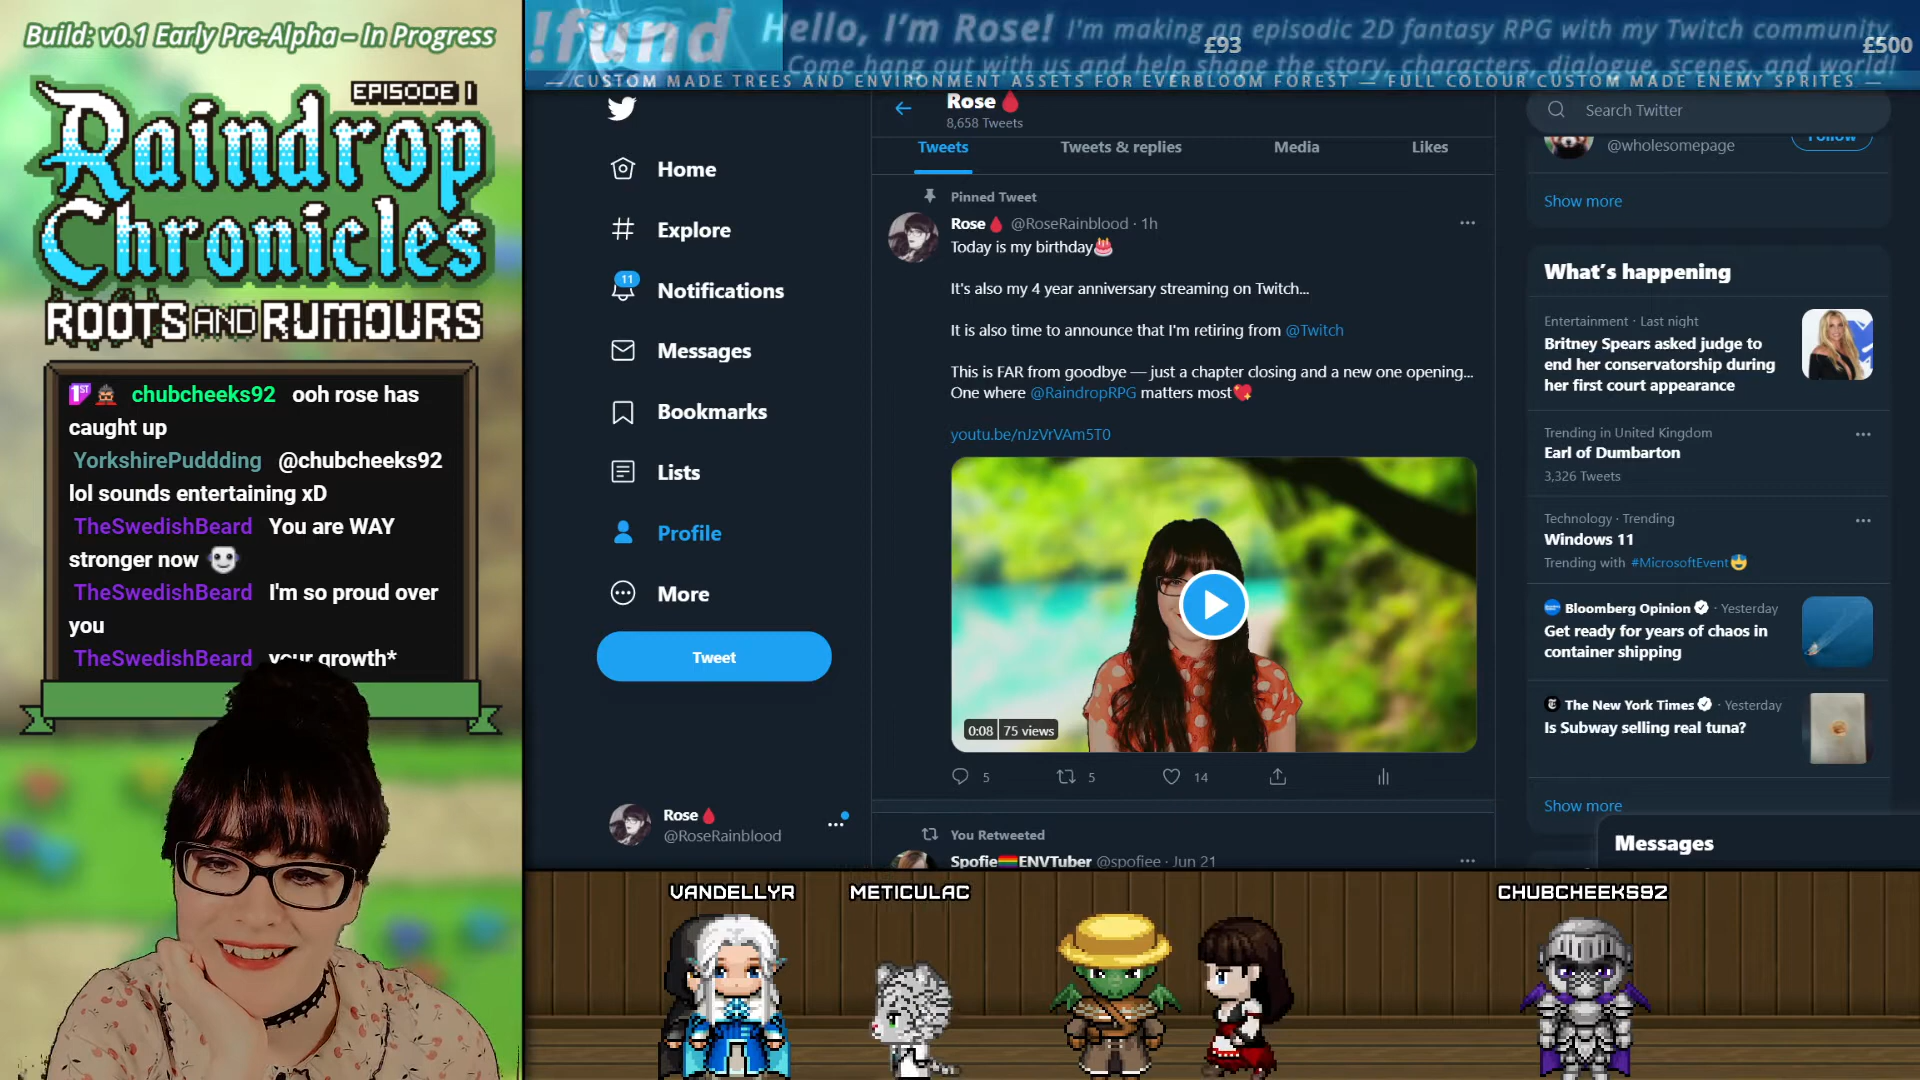 Build: v0.1 Early Pre-Alpha – In Progress
EPISODE I
Raindrop
Chronicles
ROOTS AND RUMOURS
chubcheeks92 ooh rose has
caught up
YorkshirePuddding @chubcheeks92
lol sounds entertaining xD
TheSwedishBeard You are WAY
stronger now
TheSwedishBeard I'm so proud over
you
TheSwedishBeard your growth*
!fund
Hello, I'm Rose! I'm making an episodic 2D fantasy RPG with my Twitch community.
Come hang out with us and help shape the story, characters, dialogue, scenes, and world!
£93
£500
— CUSTOM MADE TREES AND ENVIRONMENT ASSETS FOR EVERBLOOM FOREST — FULL COLOUR CUSTOM MADE ENEMY SPRITES —
Home
Explore
11
Notifications
Messages
Bookmarks
Lists
Profile
More
Tweet
Rose
@RoseRainblood
Rose
8,658 Tweets
Tweets
Tweets & replies
Media
Likes
Pinned Tweet
Rose @RoseRainblood · 1h
Today is my birthday
It's also my 4 year anniversary streaming on Twitch...
It is also time to announce that I'm retiring from @Twitch
This is FAR from goodbye — just a chapter closing and a new one opening...
One where @RaindropRPG matters most
youtu.be/nJzVrVAm5T0
0:08 75 views
5
5
14
You Retweeted
Spofie ENVTuber @spofiee · Jun 21
Search Twitter
@wholesomepage
Follow
Show more
What's happening
Entertainment · Last night
Britney Spears asked judge to
end her conservatorship during
her first court appearance
Trending in United Kingdom
Earl of Dumbarton
3,326 Tweets
Technology · Trending
Windows 11
Trending with #MicrosoftEvent
Bloomberg Opinion · Yesterday
Get ready for years of chaos in
container shipping
The New York Times · Yesterday
Is Subway selling real tuna?
Show more
Messages
VANDELLYR
METICULAC
CHUBCHEEKS92